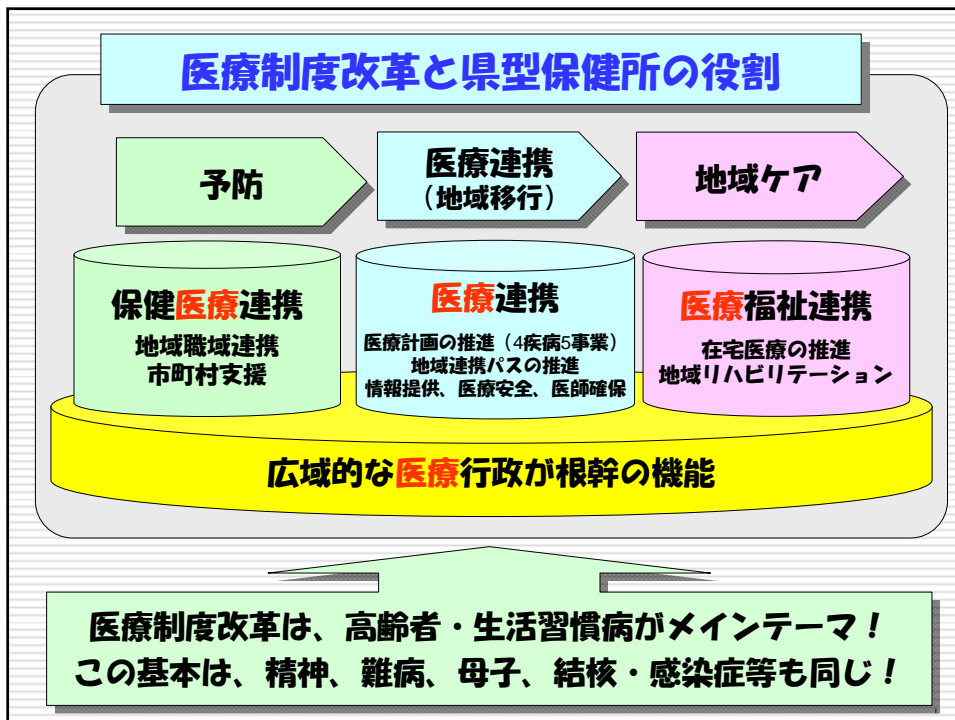 医療制度改革と県型保健所の役割
予防
医療連携
（地域移行）
地域ケア
保健医療連携
地域職域連携
市町村支援
医療連携
医療計画の推進（4疾病5事業）
地域連携パスの推進
情報提供、医療安全、医師確保
医療福祉連携
在宅医療の推進
地域リハビリテーション
広域的な医療行政が根幹の機能
医療制度改革は、高齢者・生活習慣病がメインテーマ！
この基本は、精神、難病、母子、結核・感染症等も同じ！